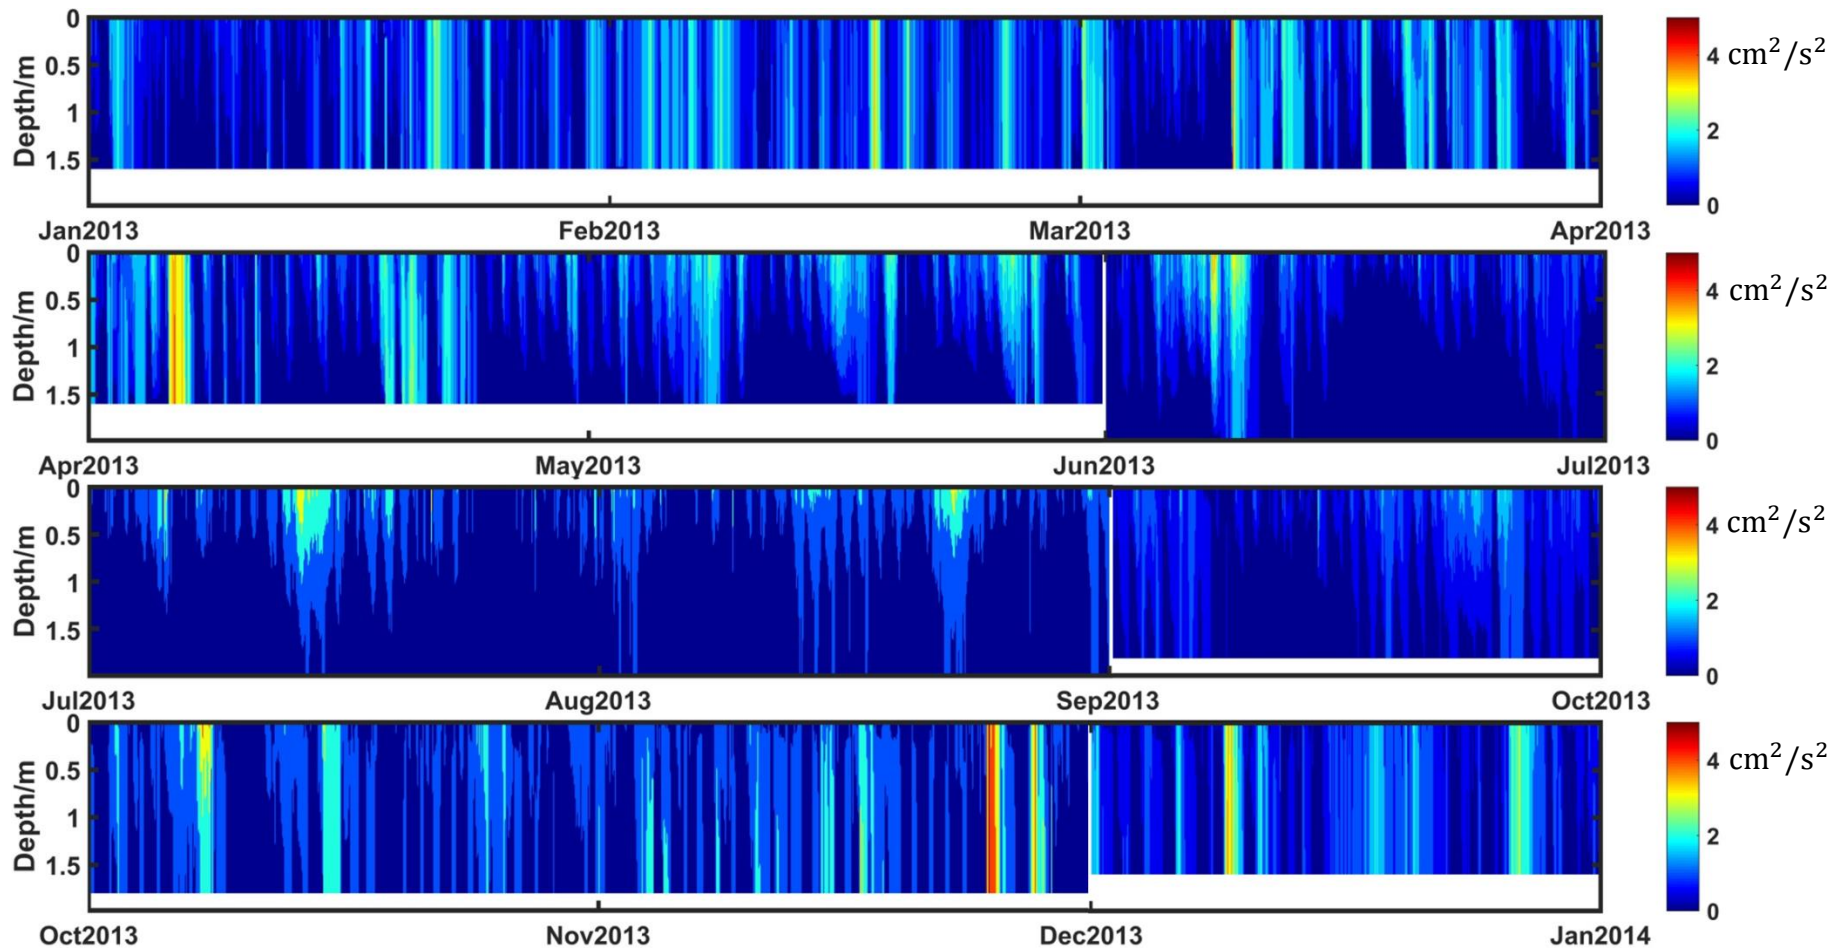 0
0.5
1
1.5
Depth/m
Jan2013 Feb2013 Mar2013 Apr2013
4
2
0
cm²/s²
0
0.5
1
1.5
Depth/m
Apr2013 May2013 Jun2013 Jul2013
4
2
0
cm²/s²
0
0.5
1
1.5
Depth/m
Jul2013 Aug2013 Sep2013 Oct2013
4
2
0
cm²/s²
0
0.5
1
1.5
Depth/m
Oct2013 Nov2013 Dec2013 Jan2014
4
2
0
cm²/s²